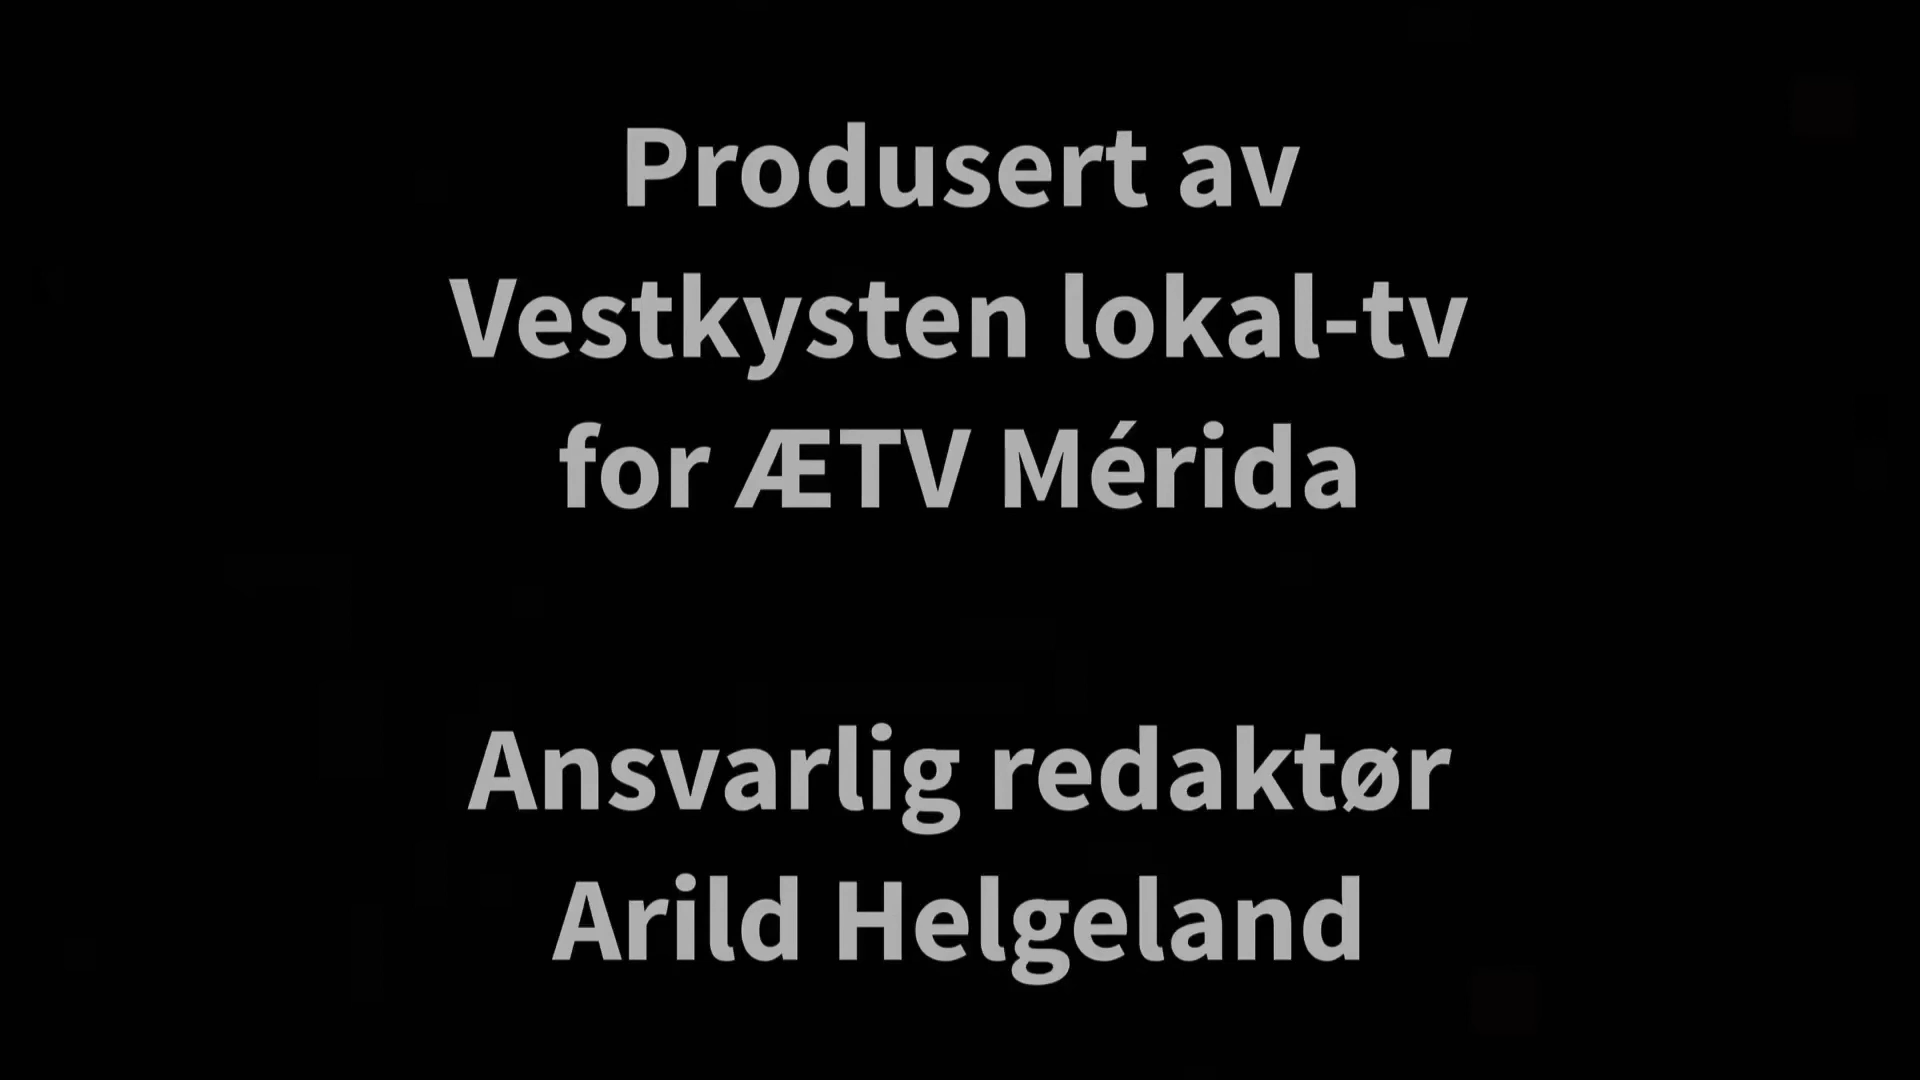 Produsert av
Vestkysten lokal-tv
for ÆTV Mérida
Ansvarlig redaktør
Arild Helgeland